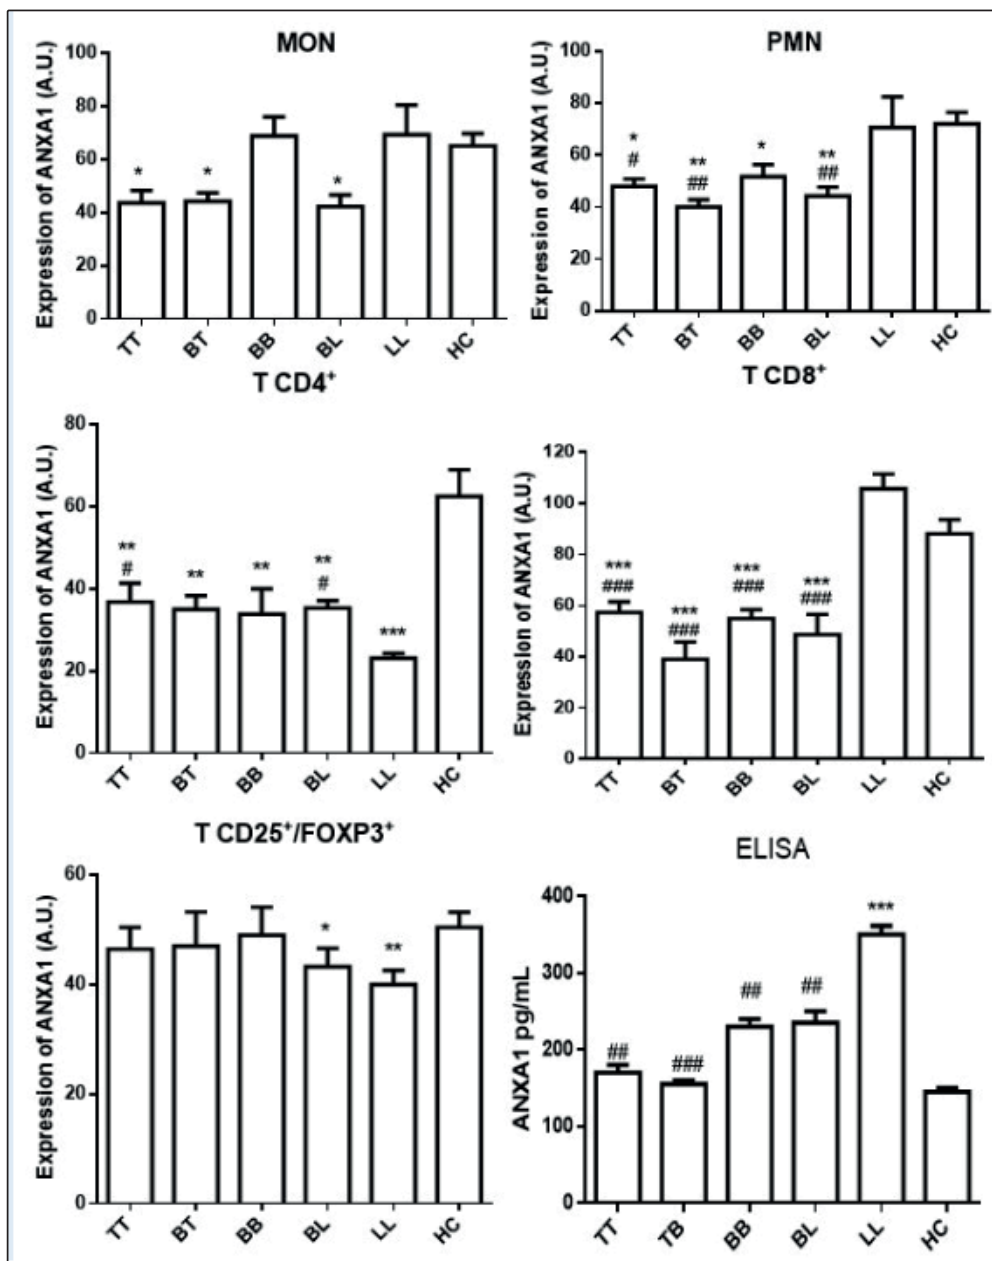 MON
Expression of ANXA1 (A.U.)
100
80
60
40
20
0
*
*
*
TT
BT
BB
BL
LL
HC
PMN
Expression of ANXA1 (A.U.)
100
80
60
40
20
0
*
#
**
##
*
**
##
TT
BT
BB
BL
LL
HC
T CD4⁺
Expression of ANXA1 (A.U.)
80
60
40
20
0
**
#
**
**
**
#
***
TT
BT
BB
BL
LL
HC
T CD8⁺
Expression of ANXA1 (A.U.)
120
100
80
60
40
20
0
***
###
***
###
***
###
***
###
TT
BT
BB
BL
LL
HC
T CD25⁺/FOXP3⁺
Expression of ANXA1 (A.U.)
60
40
20
0
*
**
TT
BT
BB
BL
LL
HC
ELISA
ANXA1 pg/mL
400
300
200
100
0
##
###
##
##
***
TT
TB
BB
BL
LL
HC